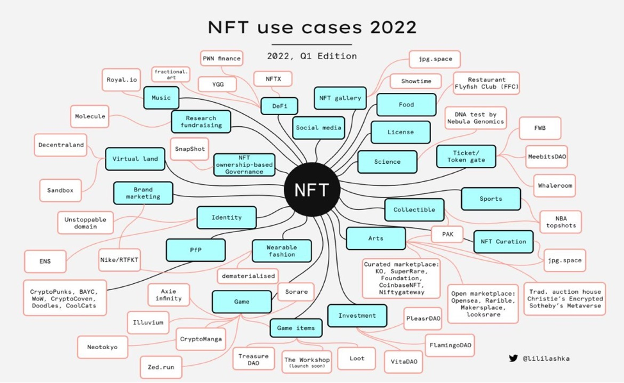 NFT use cases 2022
2022, Q1 Edition
PWN finance
jpg.space
fractional.
art
Royal.io
YGG
NFTX
Showtime
Restaurant
Flyfish Club (FFC)
Music
DeFi
NFT gallery
Food
Molecule
Research
fundraising
Social media
License
DNA test by
Nebula Genomics
FWB
Decentraland
SnapShot
Virtual land
NFT
ownership-based
Governance
Science
Ticket/
Token gate
MeebitsDAO
Sandbox
Brand
marketing
NFT
Whaleroom
Sports
Unstoppable
domain
Identity
Collectible
NBA
topshots
PAK
Arts
NFT Curation
ENS
Nike/RTFKT
PfP
Wearable
fashion
jpg.space
CryptoPunks, BAYC,
WoW, CryptoCoven,
Doodles, CoolCats
dematerialised
Curated marketplace:
KO, SuperRare,
Foundation,
CoinbaseNFT,
Niftygateway
Axie
infinity
Sorare
Game
Open marketplace:
Opensea, Rarible,
Makersplace,
looksrare
Trad. auction house
Christie's Encrypted
Sotheby's Metaverse
Illuvium
Game items
Investment
PleasrDAO
Neotokyo
CryptoManga
FlamingoDAO
Zed.run
Treasure
DAO
The Workshop
(launch soon)
Loot
VitaDAO
@lililashka